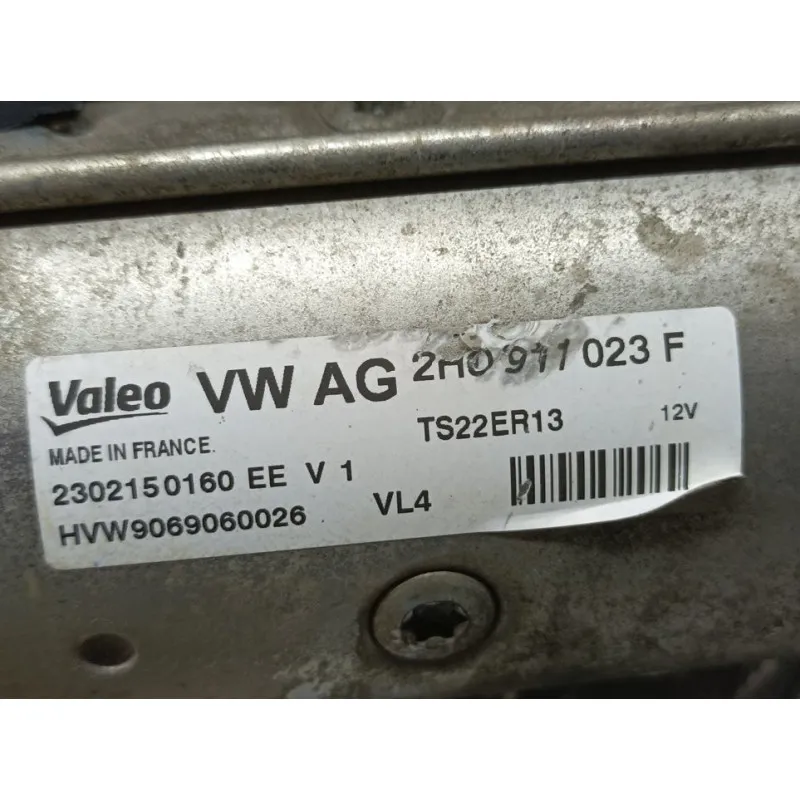 Valeo VW AG 2H0 911 023 F
MADE IN FRANCE. TS22ER13 12V
2302150160 EE V 1
HVW9069060026 VL4